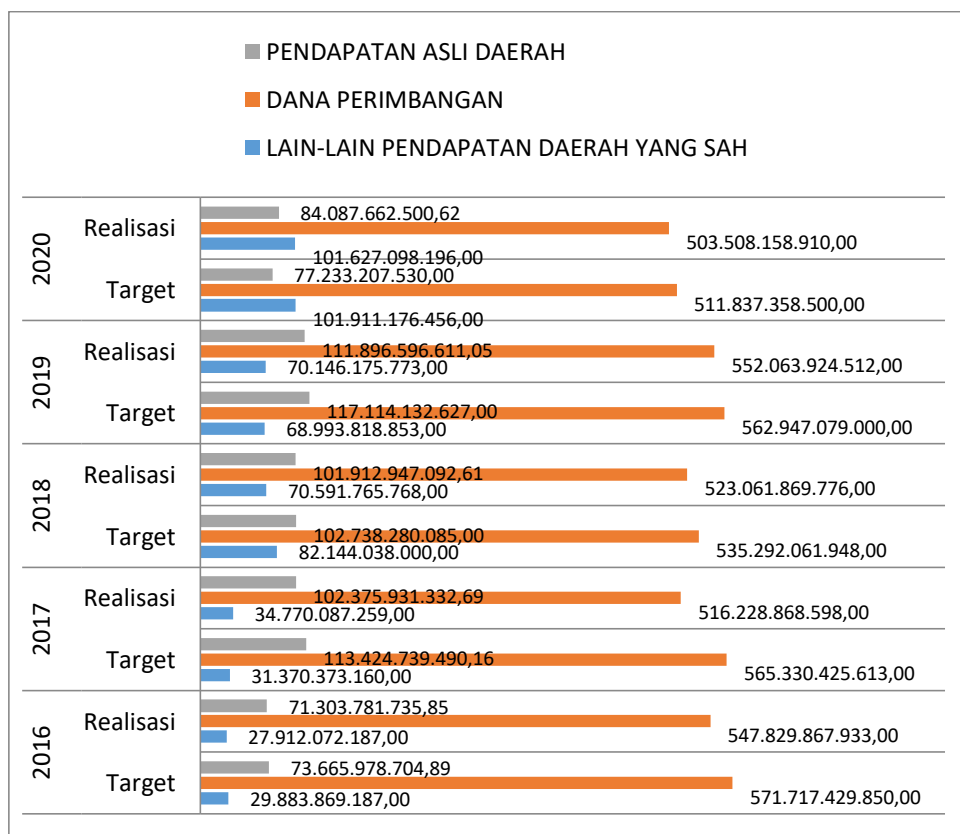 PENDAPATAN ASLI DAERAH
DANA PERIMBANGAN
LAIN-LAIN PENDAPATAN DAERAH YANG SAH
2020
Realisasi
84.087.662.500,62
503.508.158.910,00
101.627.098.196,00
Target
77.233.207.530,00
511.837.358.500,00
101.911.176.456,00
2019
Realisasi
111.896.596.611,05
552.063.924.512,00
70.146.175.773,00
Target
117.114.132.627,00
562.947.079.000,00
68.993.818.853,00
2018
Realisasi
101.912.947.092,61
523.061.869.776,00
70.591.765.768,00
Target
102.738.280.085,00
535.292.061.948,00
82.144.038.000,00
2017
Realisasi
102.375.931.332,69
516.228.868.598,00
34.770.087.259,00
Target
113.424.739.490,16
565.330.425.613,00
31.370.373.160,00
2016
Realisasi
71.303.781.735,85
547.829.867.933,00
27.912.072.187,00
Target
73.665.978.704,89
571.717.429.850,00
29.883.869.187,00